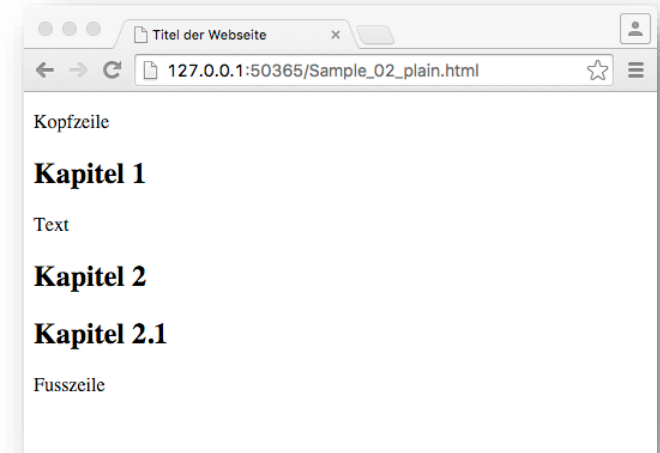 Titel der Webseite
127.0.0.1:50365/Sample_02_plain.html
Kopfzeile
Kapitel 1
Text
Kapitel 2
Kapitel 2.1
Fusszeile